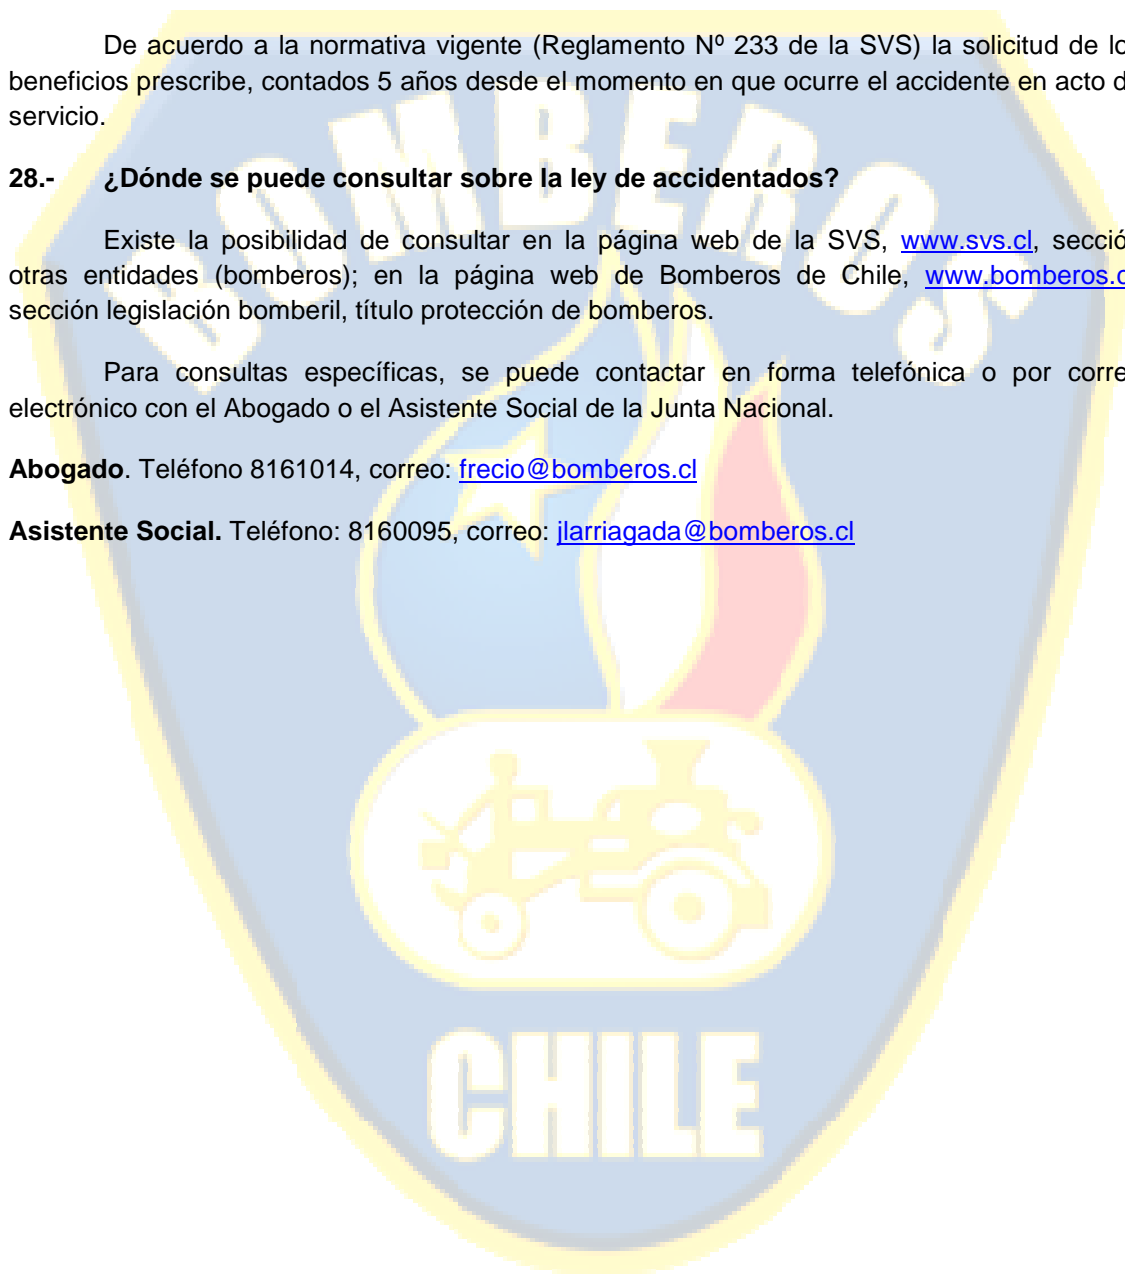 De acuerdo a la normativa vigente (Reglamento Nº 233 de la SVS) la solicitud de lo
beneficios prescribe, contados 5 años desde el momento en que ocurre el accidente en acto d
servicio.
28.- ¿Dónde se puede consultar sobre la ley de accidentados?
Existe la posibilidad de consultar en la página web de la SVS, www.svs.cl, secció
otras entidades (bomberos); en la página web de Bomberos de Chile, www.bomberos.c
sección legislación bomberil, título protección de bomberos.
Para consultas específicas, se puede contactar en forma telefónica o por corre
electrónico con el Abogado o el Asistente Social de la Junta Nacional.
Abogado. Teléfono 8161014, correo: frecio@bomberos.cl
Asistente Social. Teléfono: 8160095, correo: jlarriagada@bomberos.cl
BOMBEROS
CHILE